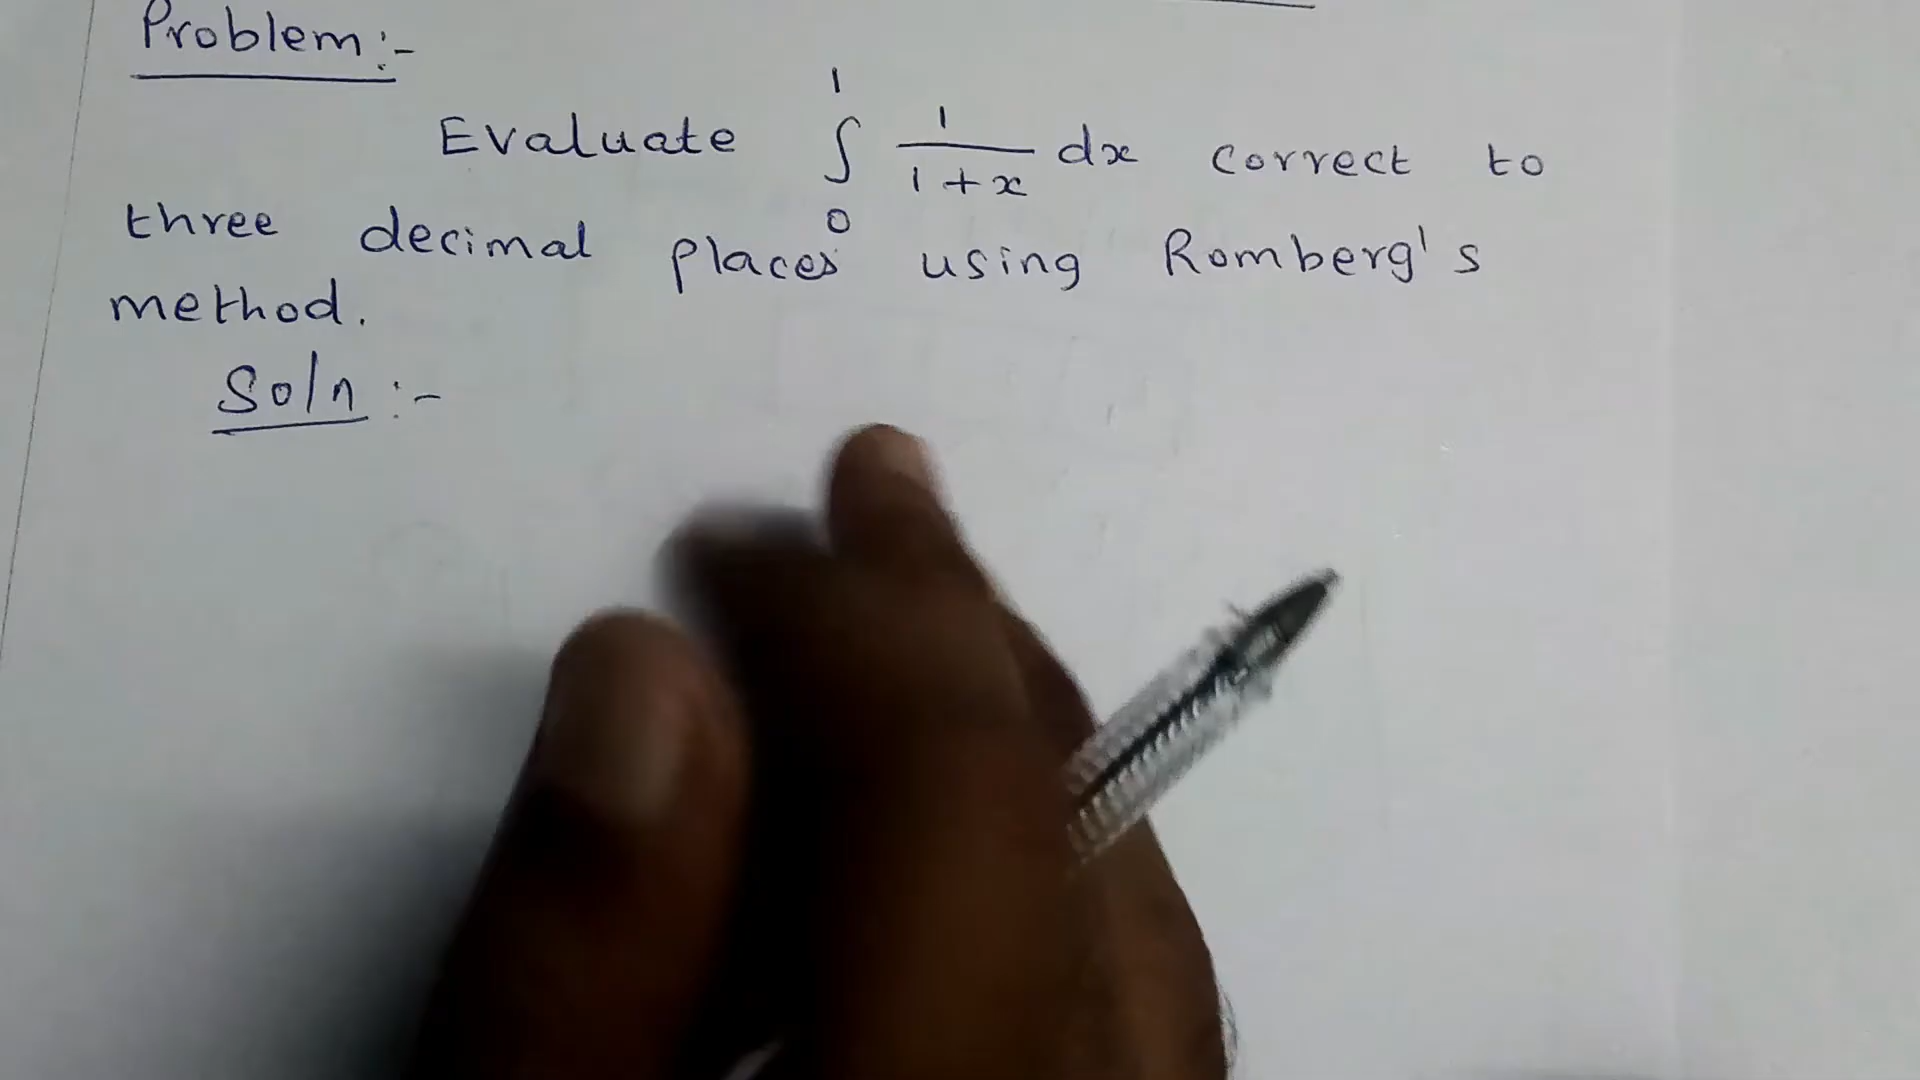 Problem:-
Evaluate ∫₀¹ 1/(1+x) dx correct to
three decimal places using Romberg's
method.
Soln:-